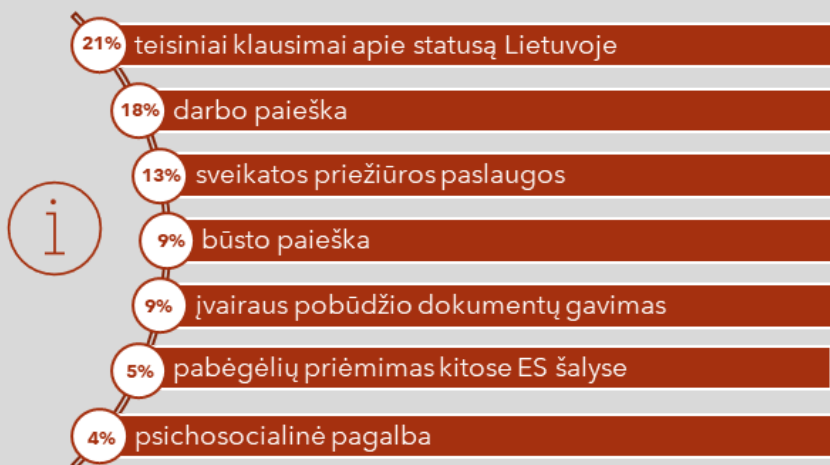 21% teisiniai klausimai apie statusą Lietuvoje
18% darbo paieška
13% sveikatos priežiūros paslaugos
i
9% būsto paieška
9% įvairaus pobūdžio dokumentų gavimas
5% pabėgėlių priėmimas kitose ES šalyse
4% psichosocialinė pagalba